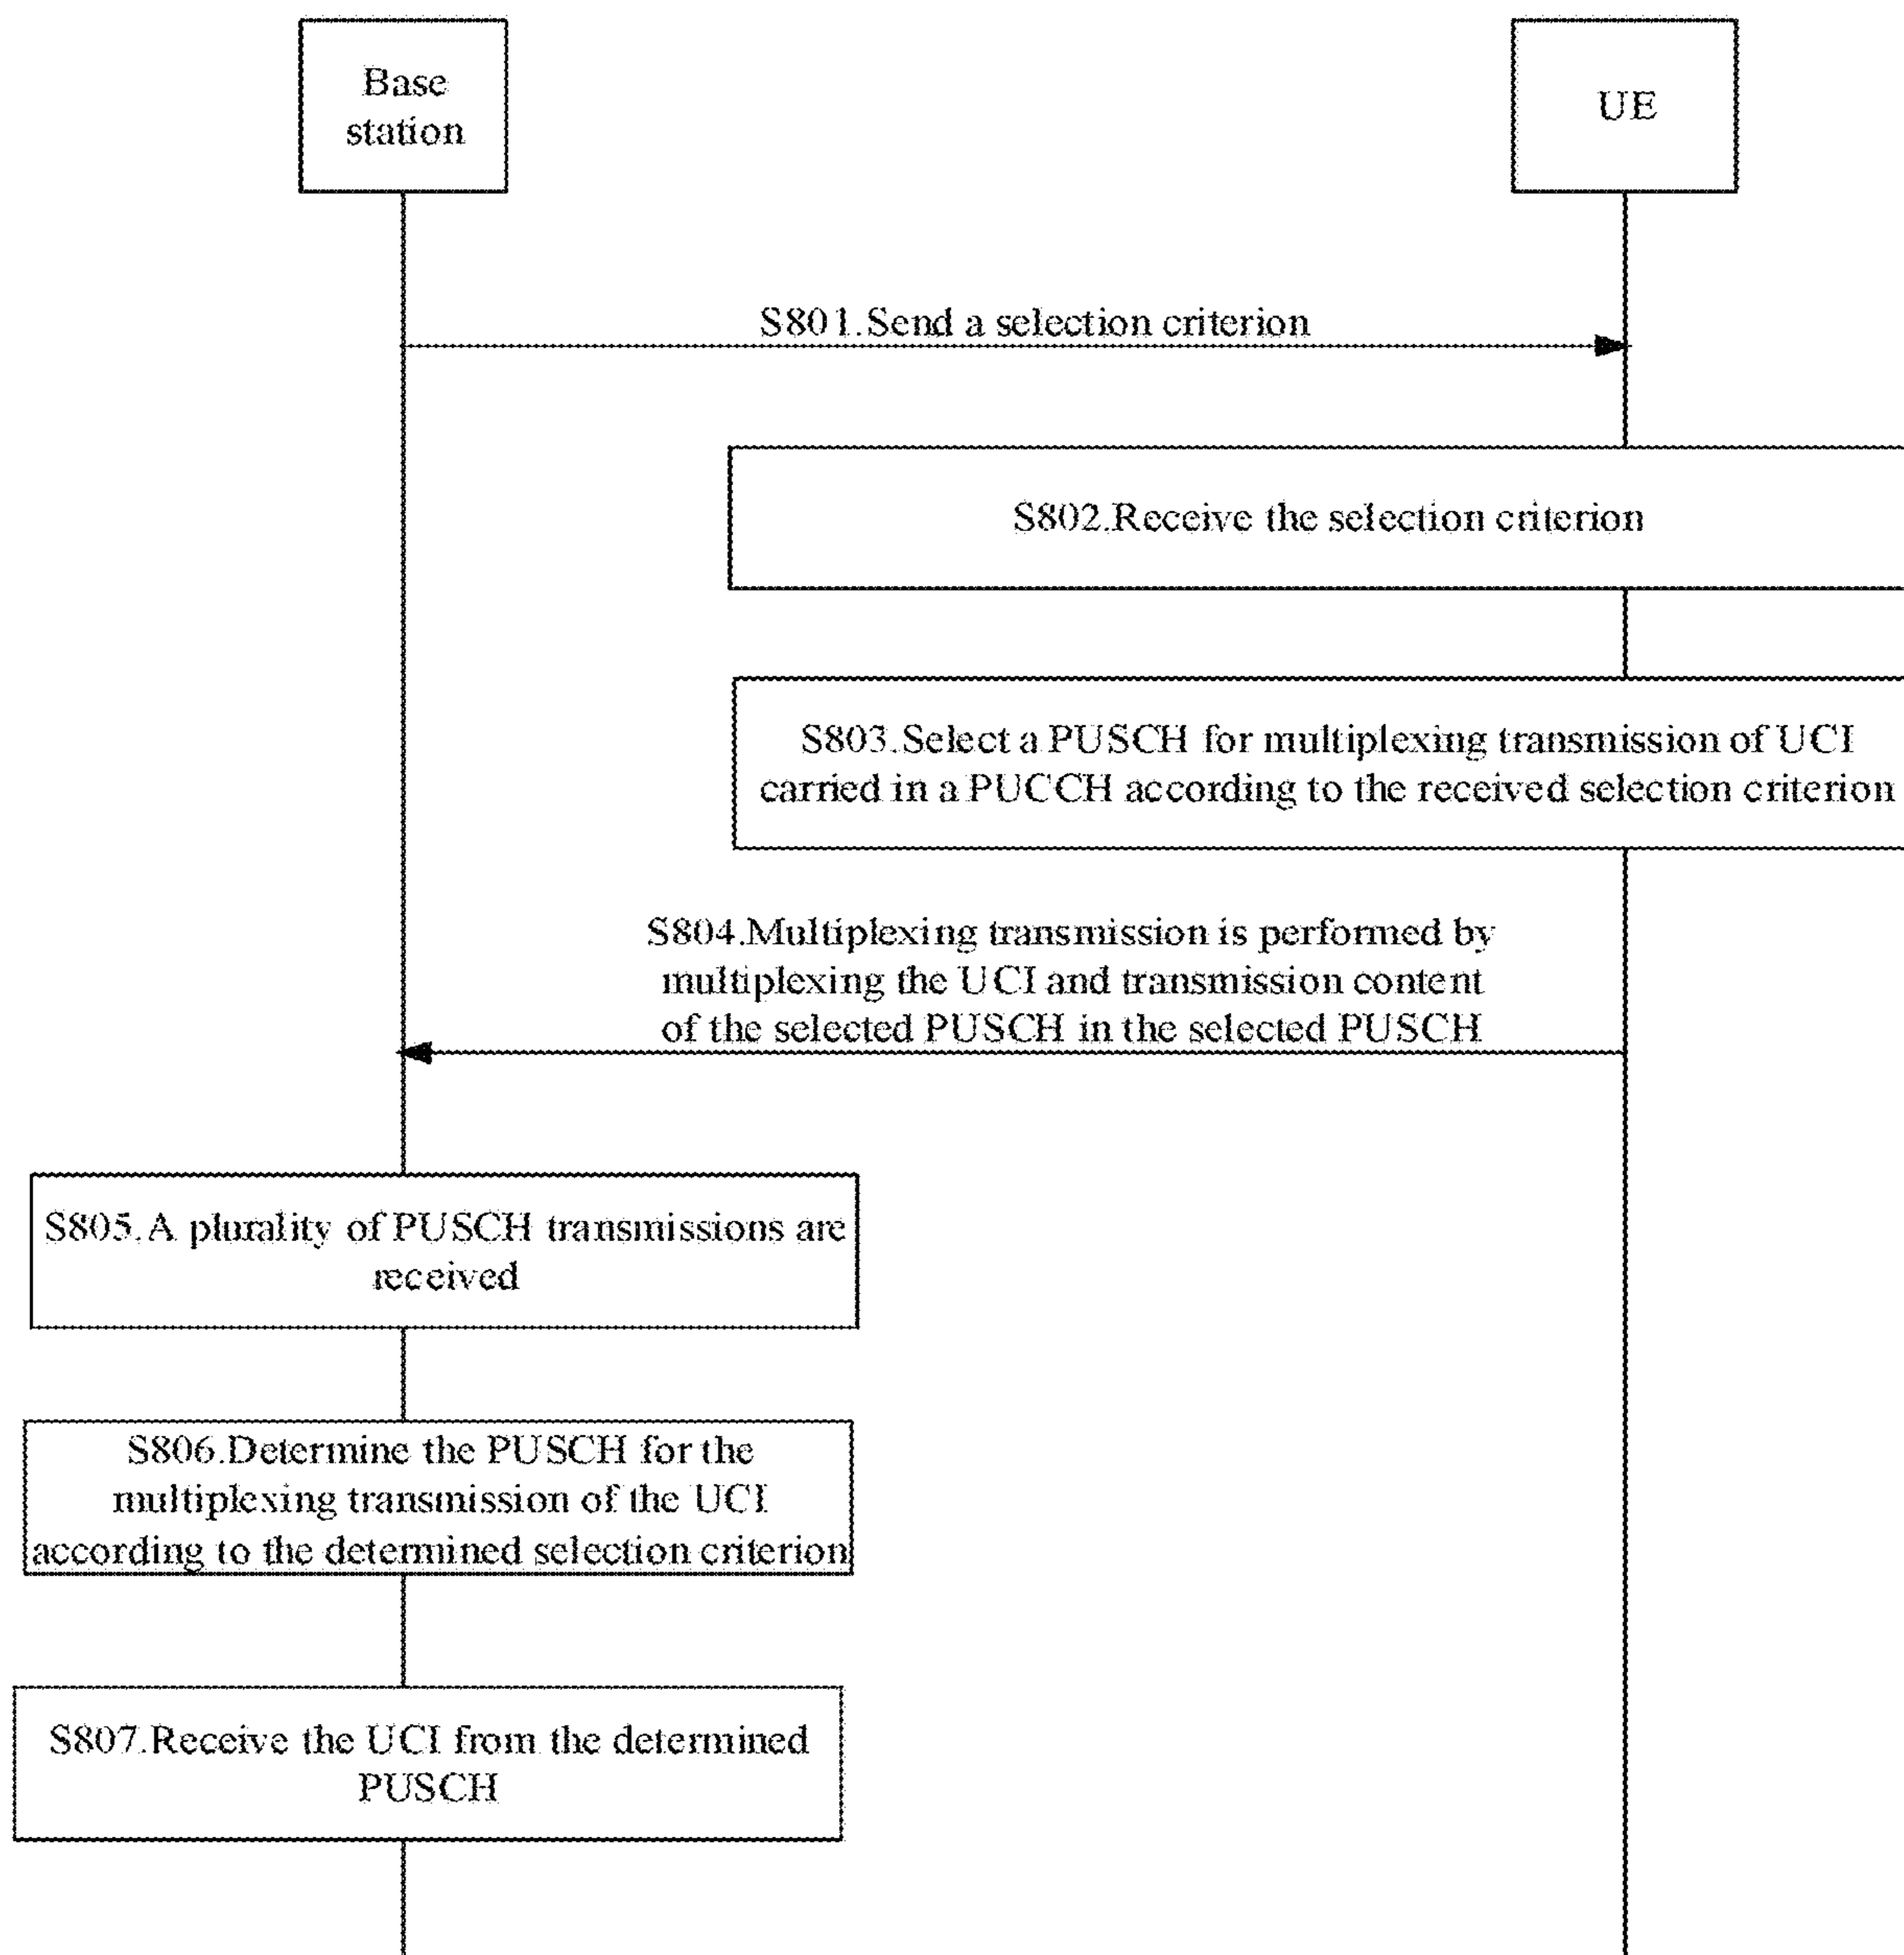 Base
station
UE
S801.Send a selection criterion
S802.Receive the selection criterion
S803.Select a PUSCH for multiplexing transmission of UCI
carried in a PUCCH according to the received selection criterion
S804.Multiplexing transmission is performed by
multiplexing the UCI and transmission content
of the selected PUSCH in the selected PUSCH
S805.A plurality of PUSCH transmissions are
received
S806.Determine the PUSCH for the
multiplexing transmission of the UCI
according to the determined selection criterion
S807.Receive the UCI from the determined
PUSCH